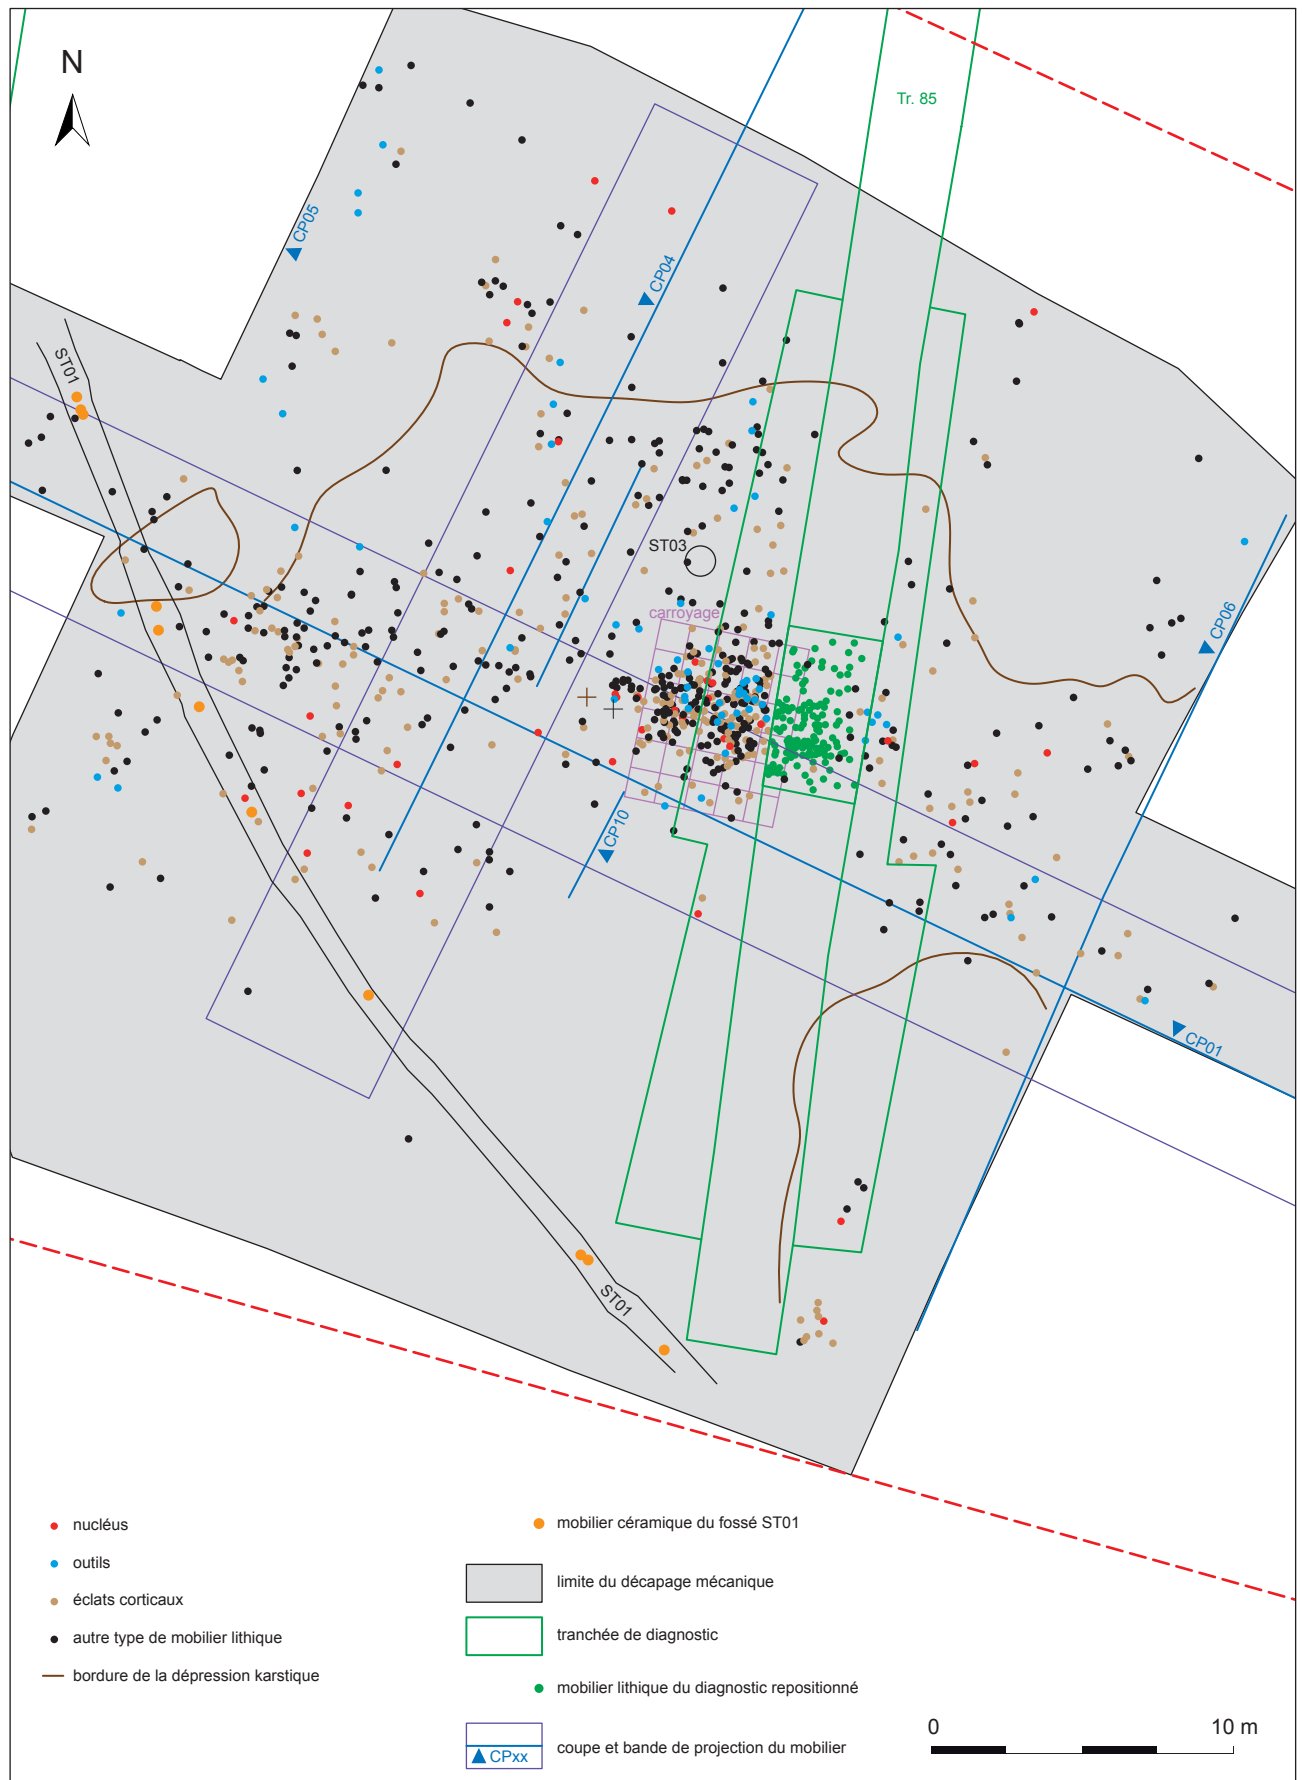 N
Tr. 85
CP05
CP04
ST01
ST03
carroyage
CP06
CP10
CP01
ST01
nucléus
outils
éclats corticaux
autre type de mobilier lithique
bordure de la dépression karstique
mobilier céramique du fossé ST01
limite du décapage mécanique
tranchée de diagnostic
mobilier lithique du diagnostic repositionné
CPxx
coupe et bande de projection du mobilier
0 10 m